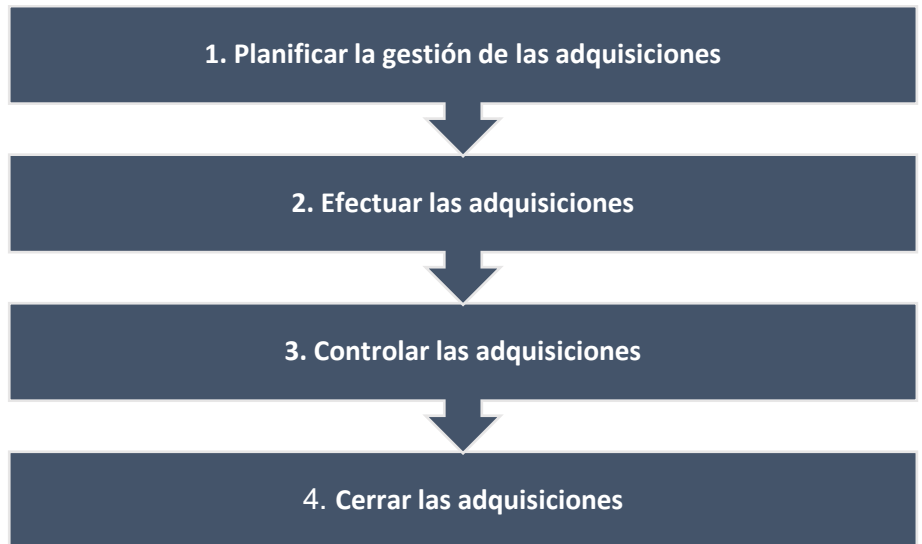 1. Planificar la gestión de las adquisiciones
2. Efectuar las adquisiciones
3. Controlar las adquisiciones
4. Cerrar las adquisiciones